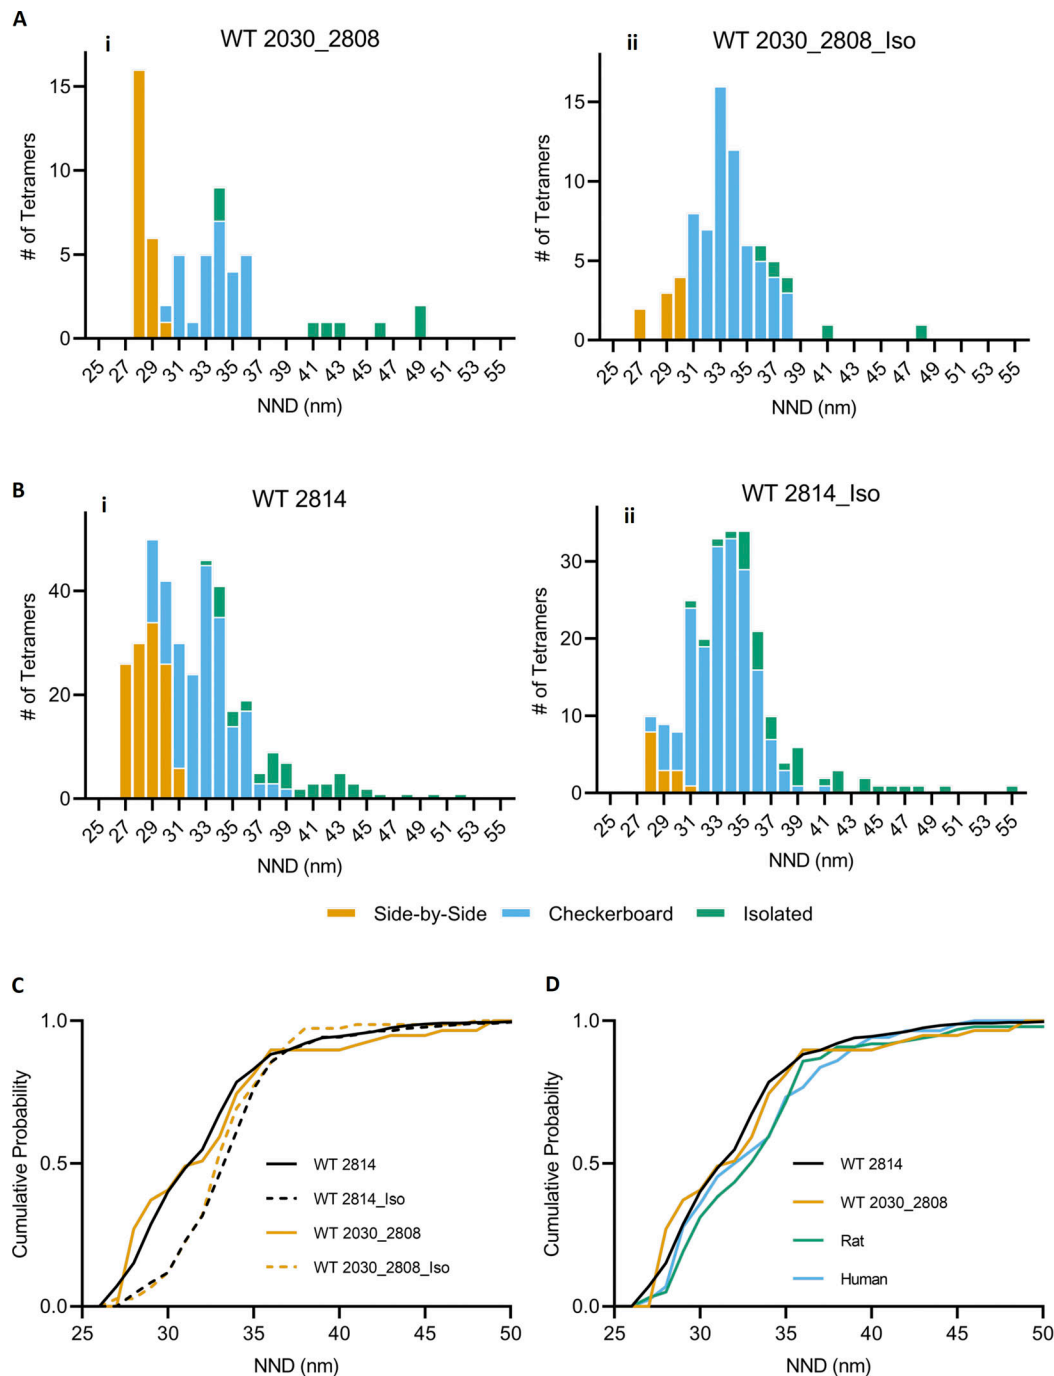 A
i
WT 2030_2808
# of Tetramers
15
10
5
0
25 27 29 31 33 35 37 39 41 43 45 47 49 51 53 55
NND (nm)
ii
WT 2030_2808_Iso
# of Tetramers
15
10
5
0
25 27 29 31 33 35 37 39 41 43 45 47 49 51 53 55
NND (nm)
B
i
WT 2814
# of Tetramers
40
20
0
25 27 29 31 33 35 37 39 41 43 45 47 49 51 53 55
NND (nm)
ii
WT 2814_Iso
# of Tetramers
30
20
10
0
25 27 29 31 33 35 37 39 41 43 45 47 49 51 53 55
NND (nm)
Side-by-Side Checkerboard Isolated
C
Cumulative Probability
1.0
0.5
0.0
WT 2814
WT 2814_Iso
WT 2030_2808
WT 2030_2808_Iso
25 30 35 40 45 50
NND (nm)
D
Cumulative Probability
1.0
0.5
0.0
WT 2814
WT 2030_2808
Rat
Human
25 30 35 40 45 50
NND (nm)